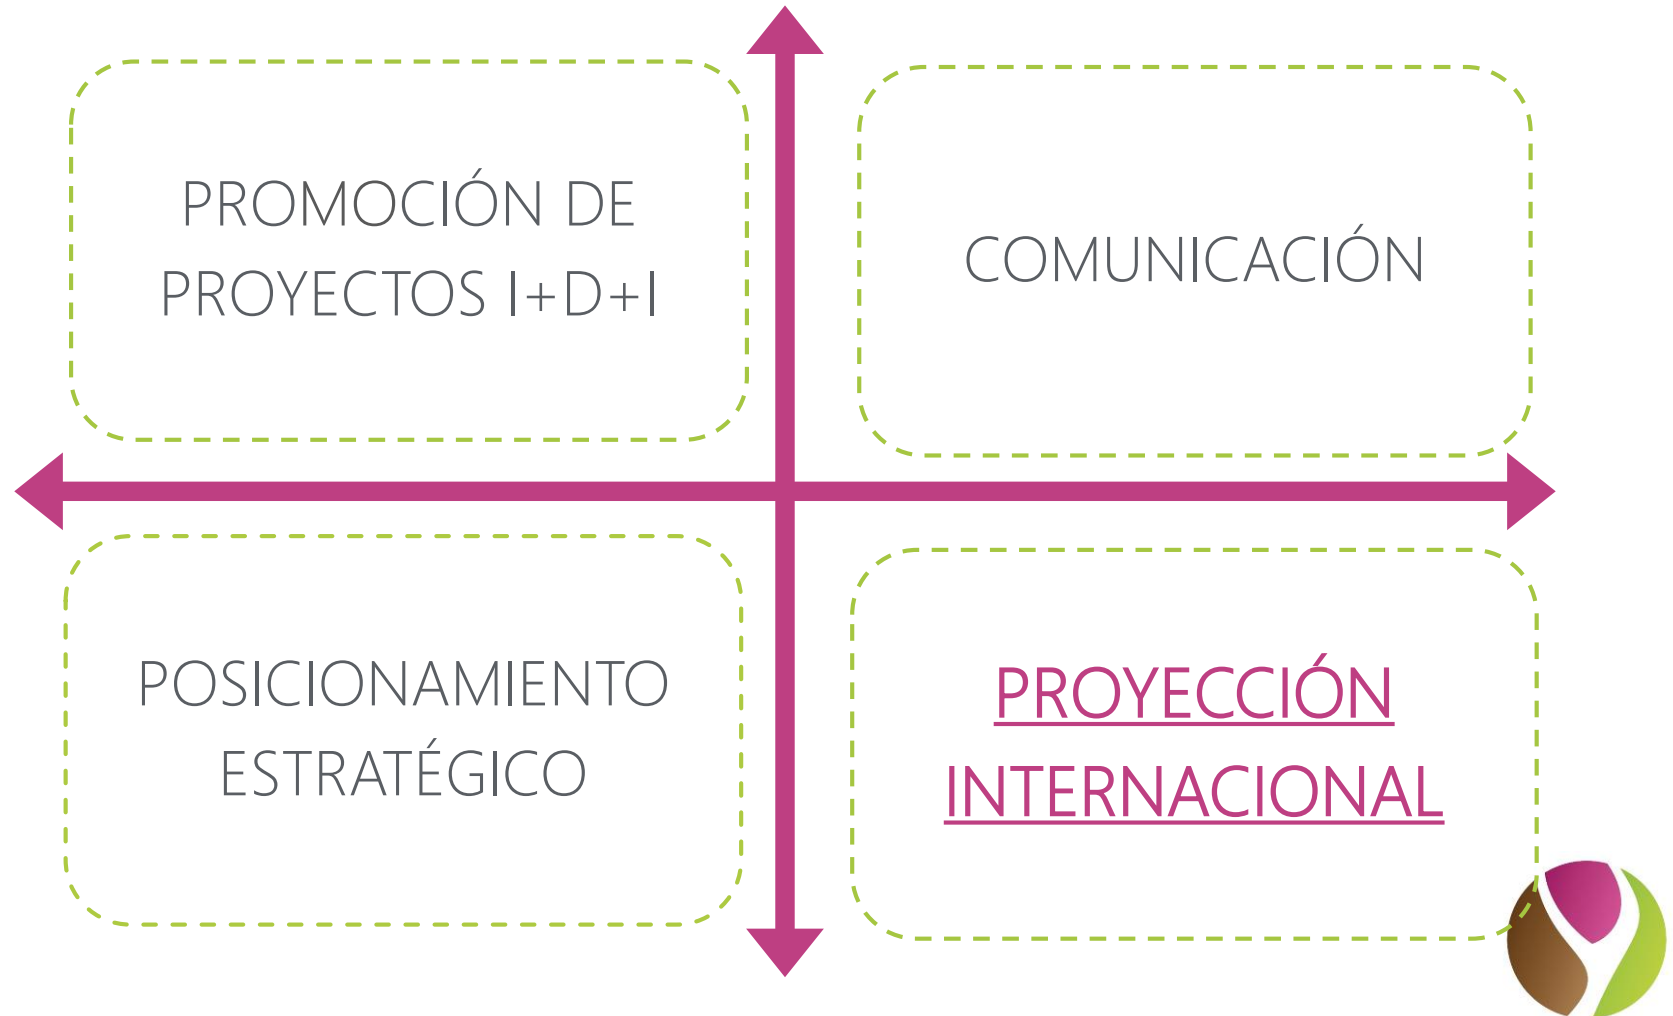 PROMOCIÓN DE
PROYECTOS I+D+I
COMUNICACIÓN
POSICIONAMIENTO
ESTRATÉGICO
PROYECCIÓN
INTERNACIONAL